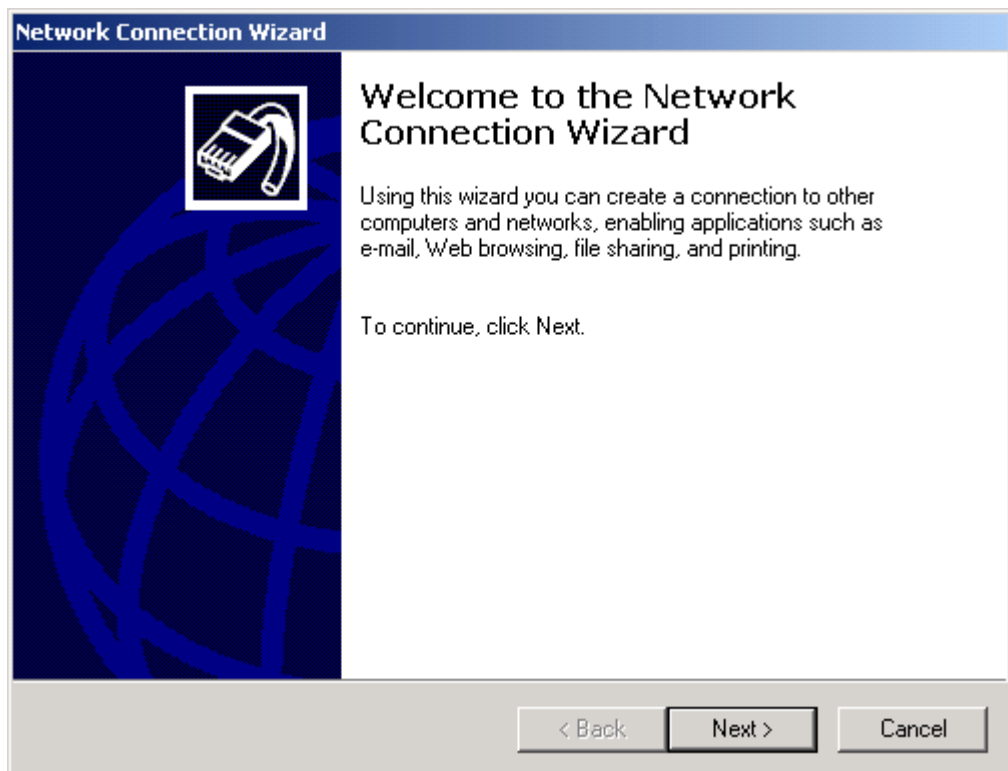 Network Connection Wizard
Welcome to the Network
Connection Wizard
Using this wizard you can create a connection to other
computers and networks, enabling applications such as
e-mail, Web browsing, file sharing, and printing.
To continue, click Next.
< Back
Next >
Cancel